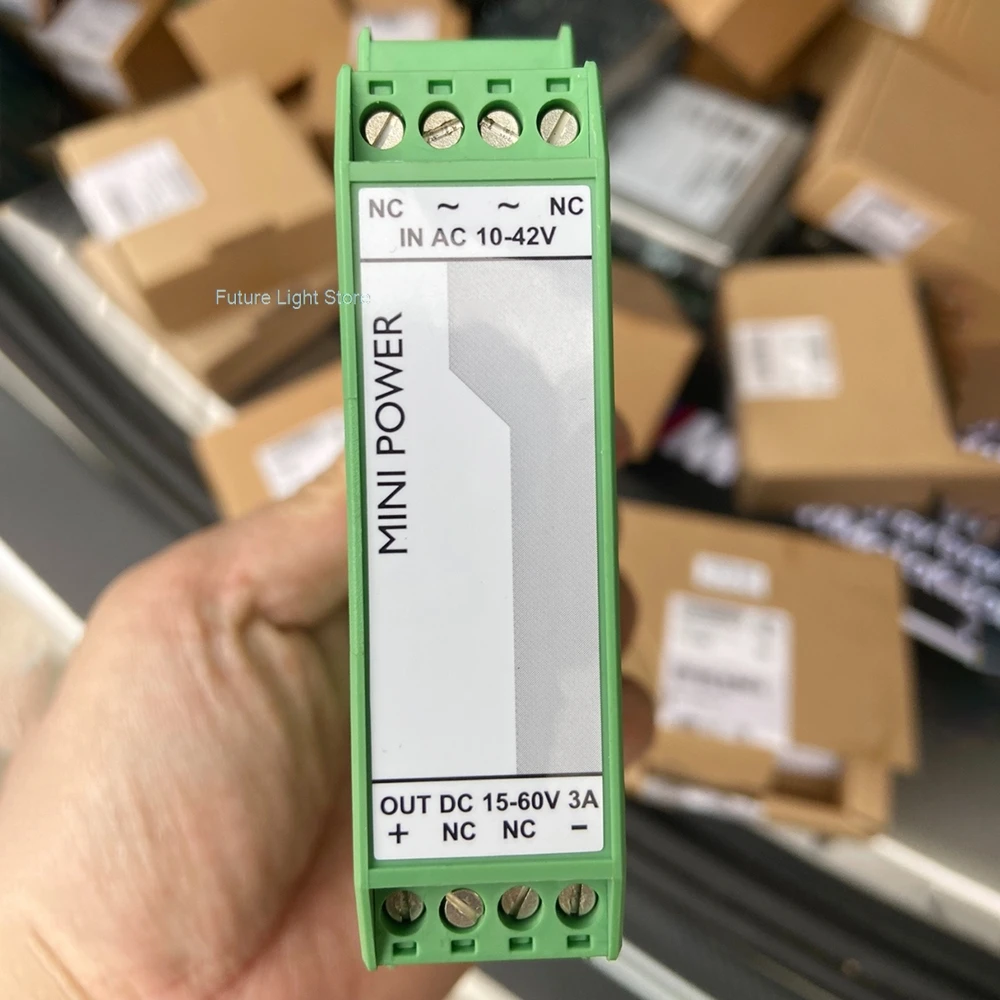 NC ~ ~ NC
IN AC 10-42V
Future Light Store
MINI POWER
OUT DC 15-60V 3A
+ NC NC −